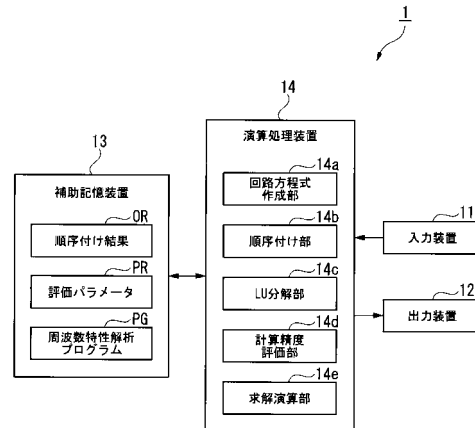 1
13
補助記憶装置
OR
順序付け結果
PR
評価パラメータ
PG
周波数特性解析
プログラム
14
演算処理装置
14a
回路方程式
作成部
14b
順序付け部
14c
LU分解部
14d
計算精度
評価部
14e
求解演算部
11
入力装置
12
出力装置